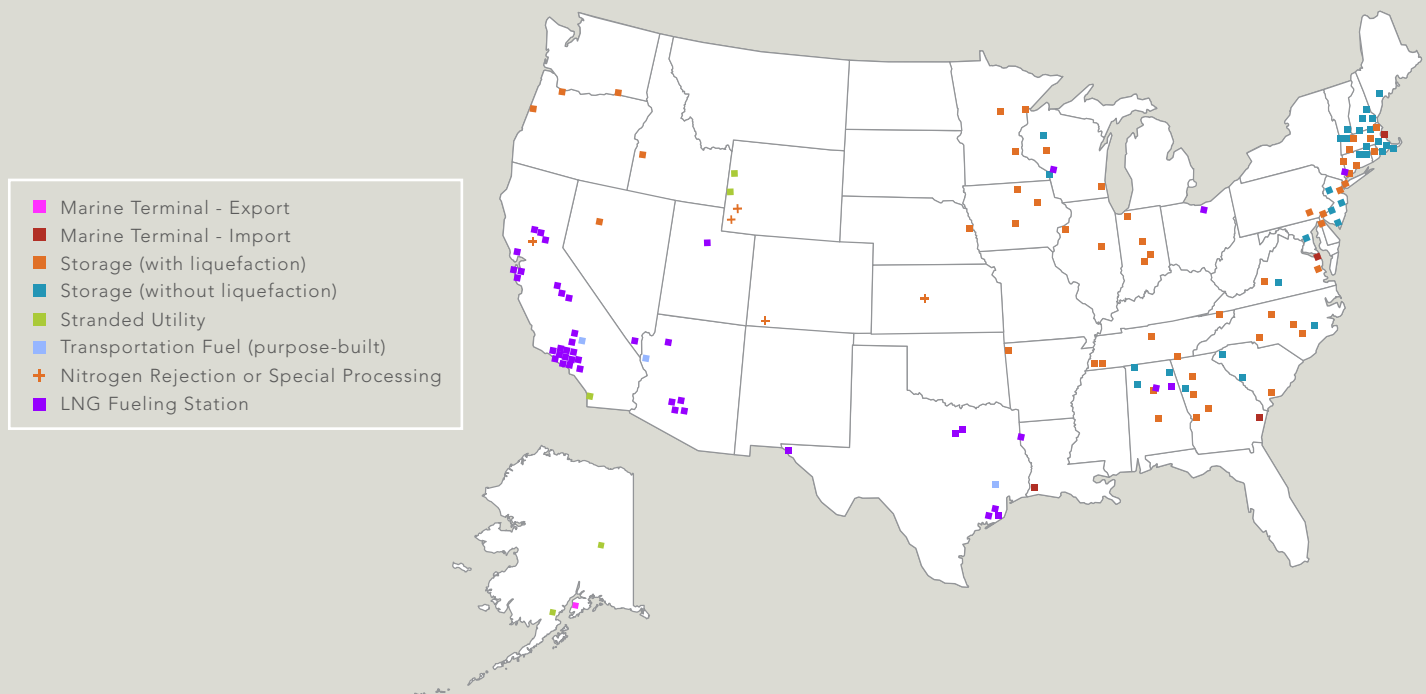 Marine Terminal - Export
Marine Terminal - Import
Storage (with liquefaction)
Storage (without liquefaction)
Stranded Utility
Transportation Fuel (purpose-built)
Nitrogen Rejection or Special Processing
LNG Fueling Station